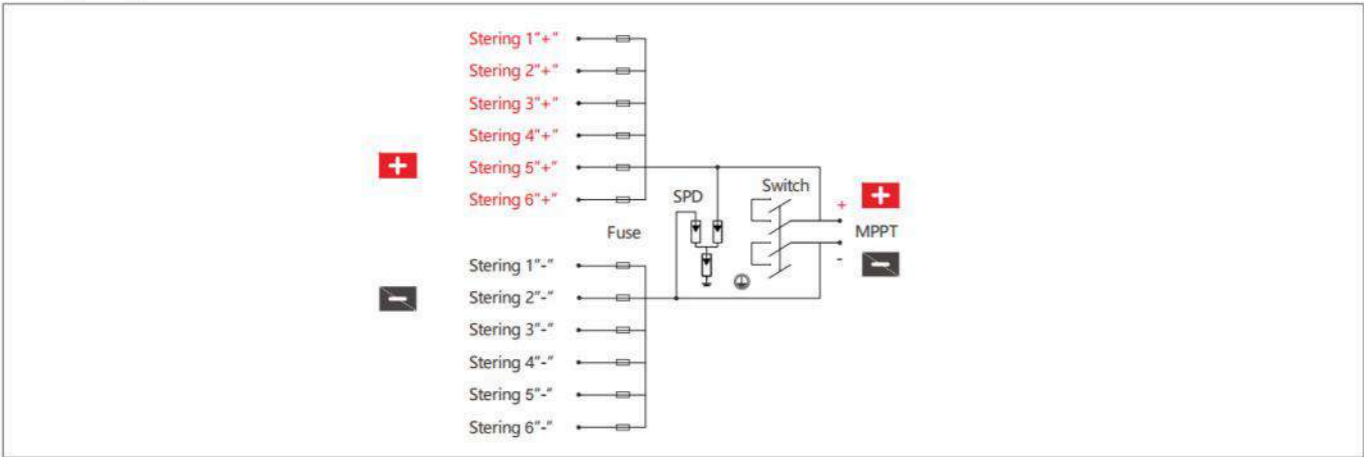 Stering 1"+"
Stering 2"+"
Stering 3"+"
Stering 4"+"
Stering 5"+"
Stering 6"+"
+
SPD
Switch
+
+
MPPT
-
-
Fuse
Stering 1"-"
Stering 2"-"
Stering 3"-"
Stering 4"-"
Stering 5"-"
Stering 6"-"
-